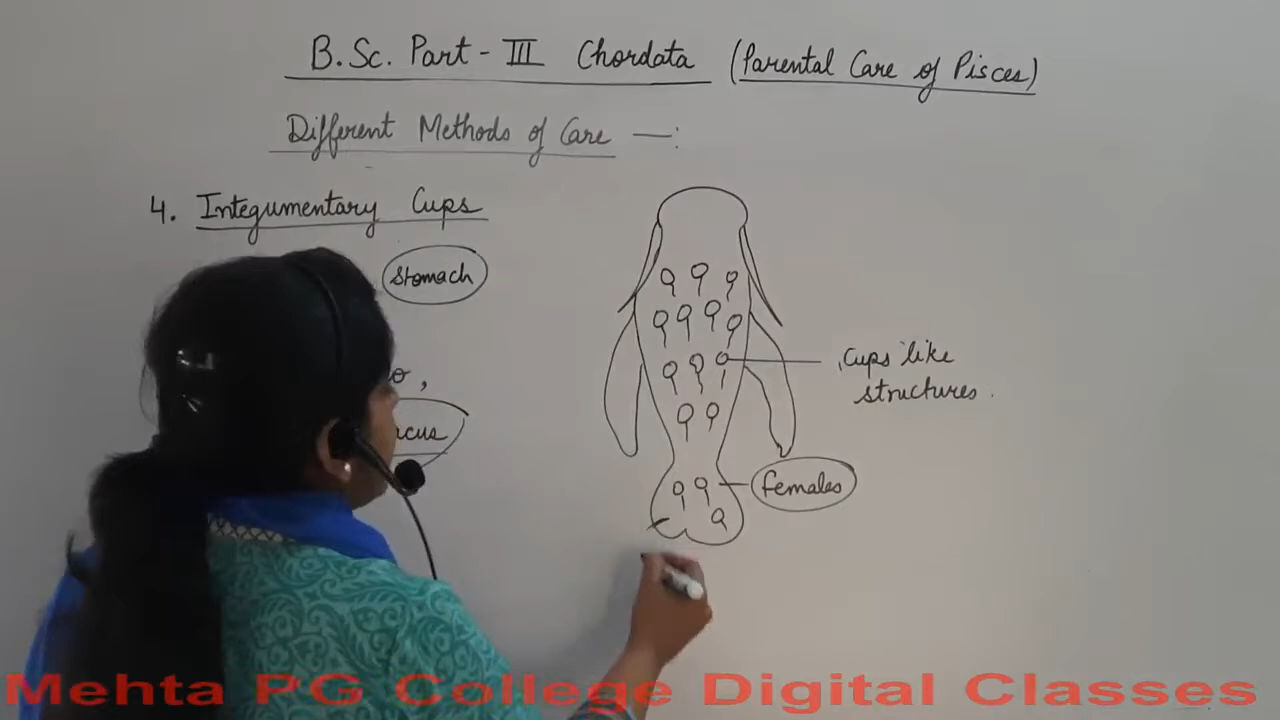 B.Sc. Part - III Chordata (Parental Care of Pisces)
Different Methods of Care —:
4. Integumentary Cups
Stomach
Cups like
structures.
females
Mehta PG College Digital Classes